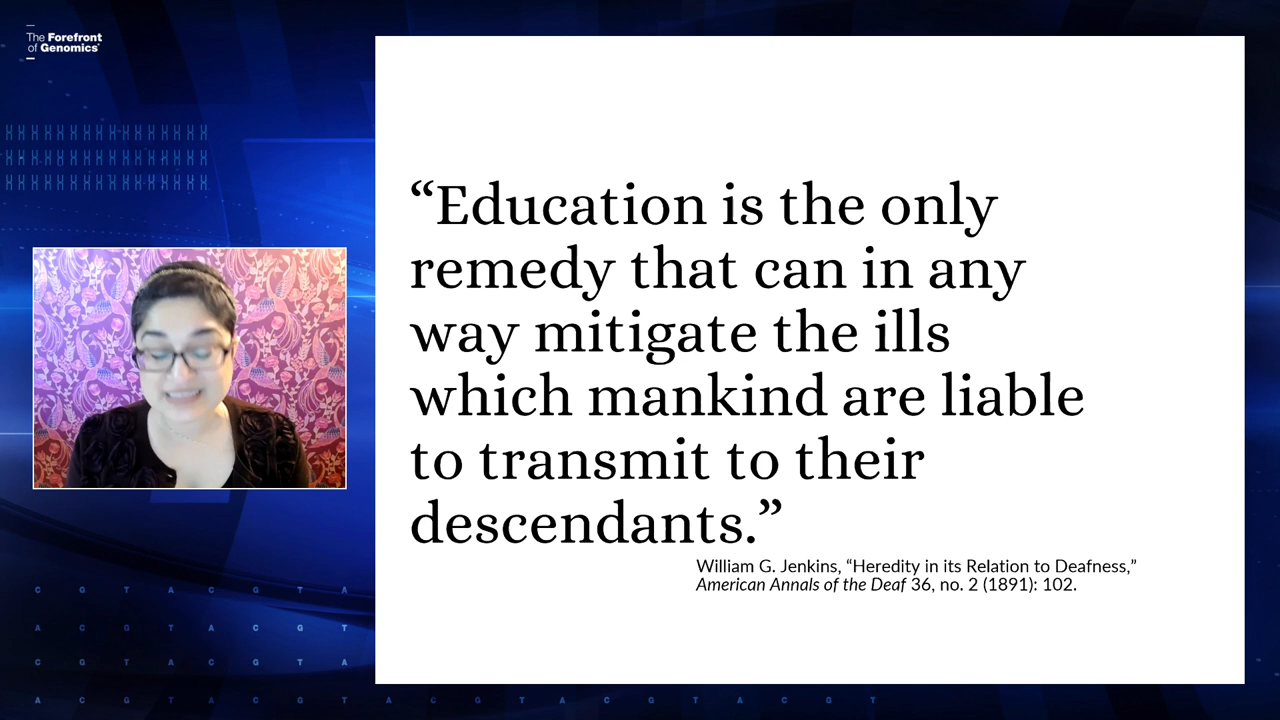 The Forefront
of Genomics®
“Education is the only
remedy that can in any
way mitigate the ills
which mankind are liable
to transmit to their
descendants.”
William G. Jenkins, “Heredity in its Relation to Deafness,”
American Annals of the Deaf 36, no. 2 (1891): 102.
C G T A C G T A
A C G T A C G T
C G T A C G T A
A C G T A C G T A C G T A C G T A C G T